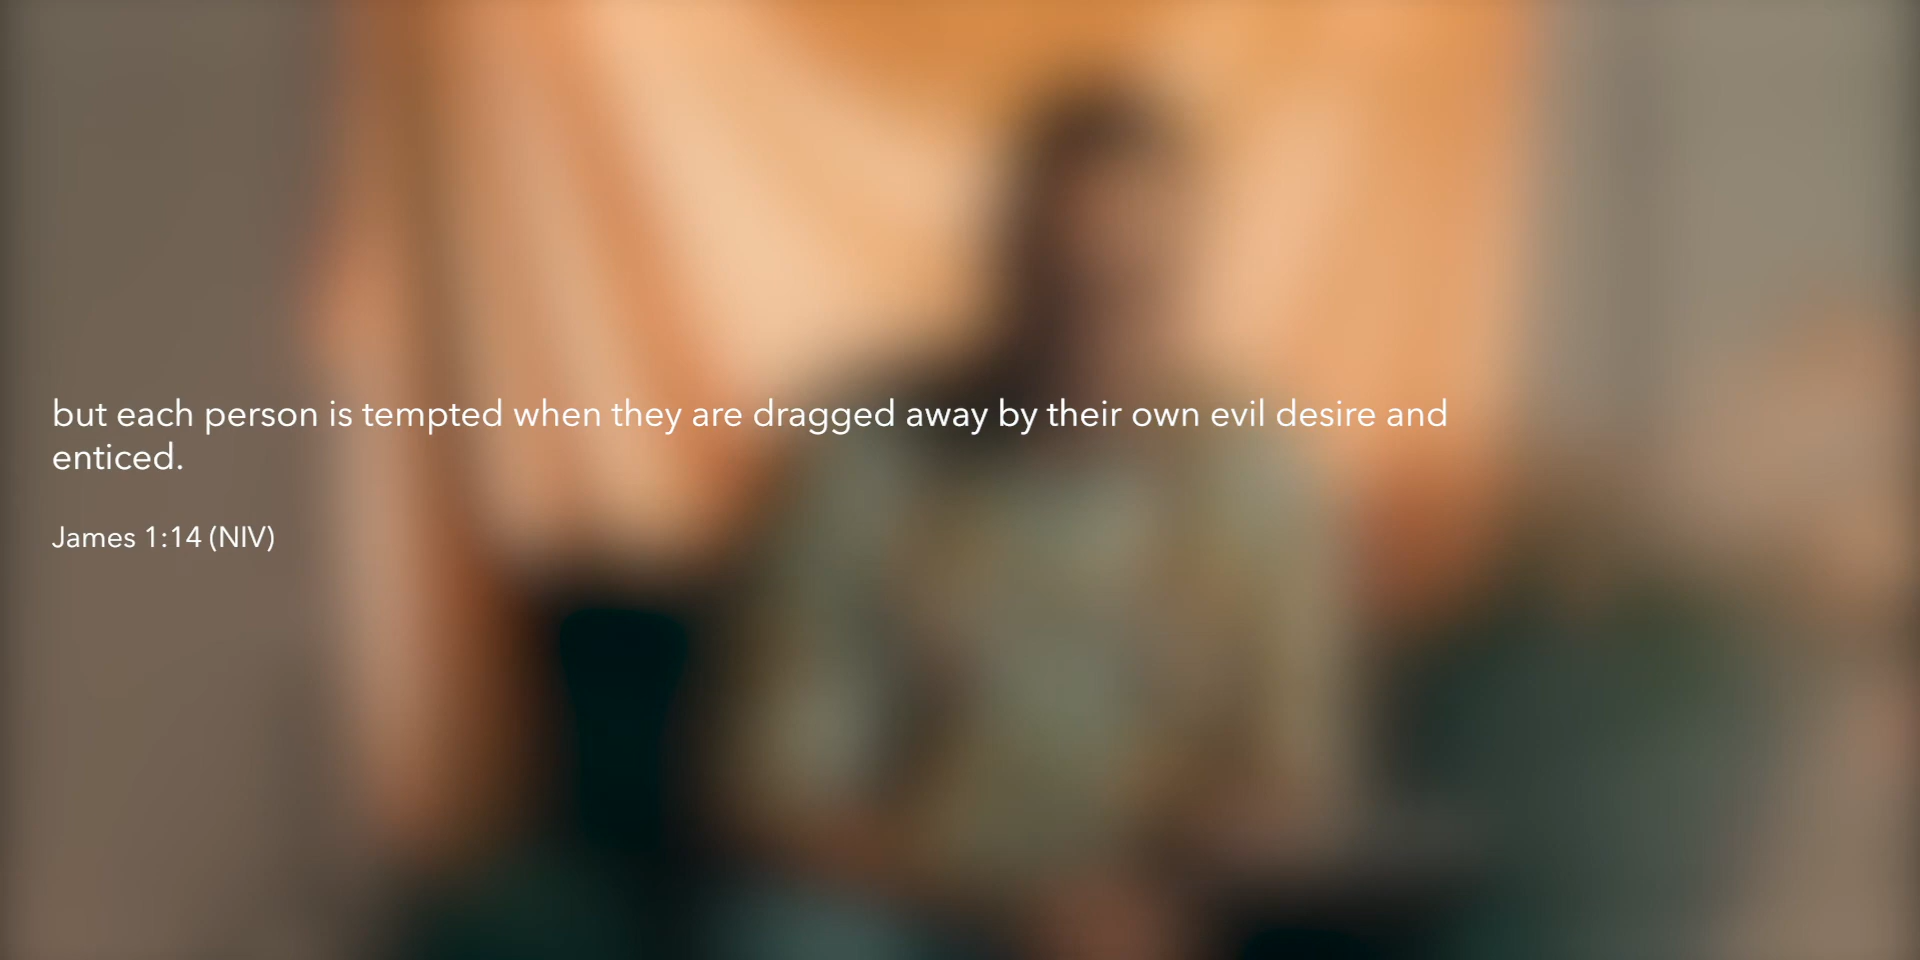 but each person is tempted when they are dragged away by their own evil desire and
enticed.
James 1:14 (NIV)